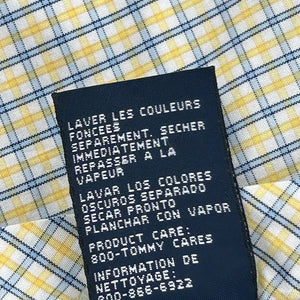 LAVER LES COULEURS
FONCEES
SEPAREMENT. SECHER
IMMEDIATEMENT
REPASSER A LA
VAPEUR
LAVAR LOS COLORES
OSCUROS SEPARADO
SECAR PRONTO
PLANCHAR CON VAPOR
PRODUCT CARE:
800-TOMMY CARES
INFORMATION DE
NETTOYAGE:
800-866-6922